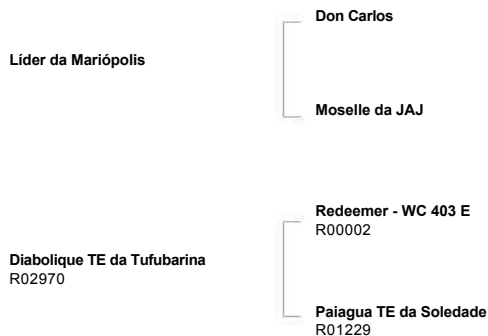 Don Carlos
Líder da Mariópolis
Moselle da JAJ
Redeemer - WC 403 E
R00002
Diabolique TE da Tufubarina
R02970
Paiagua TE da Soledade
R01229